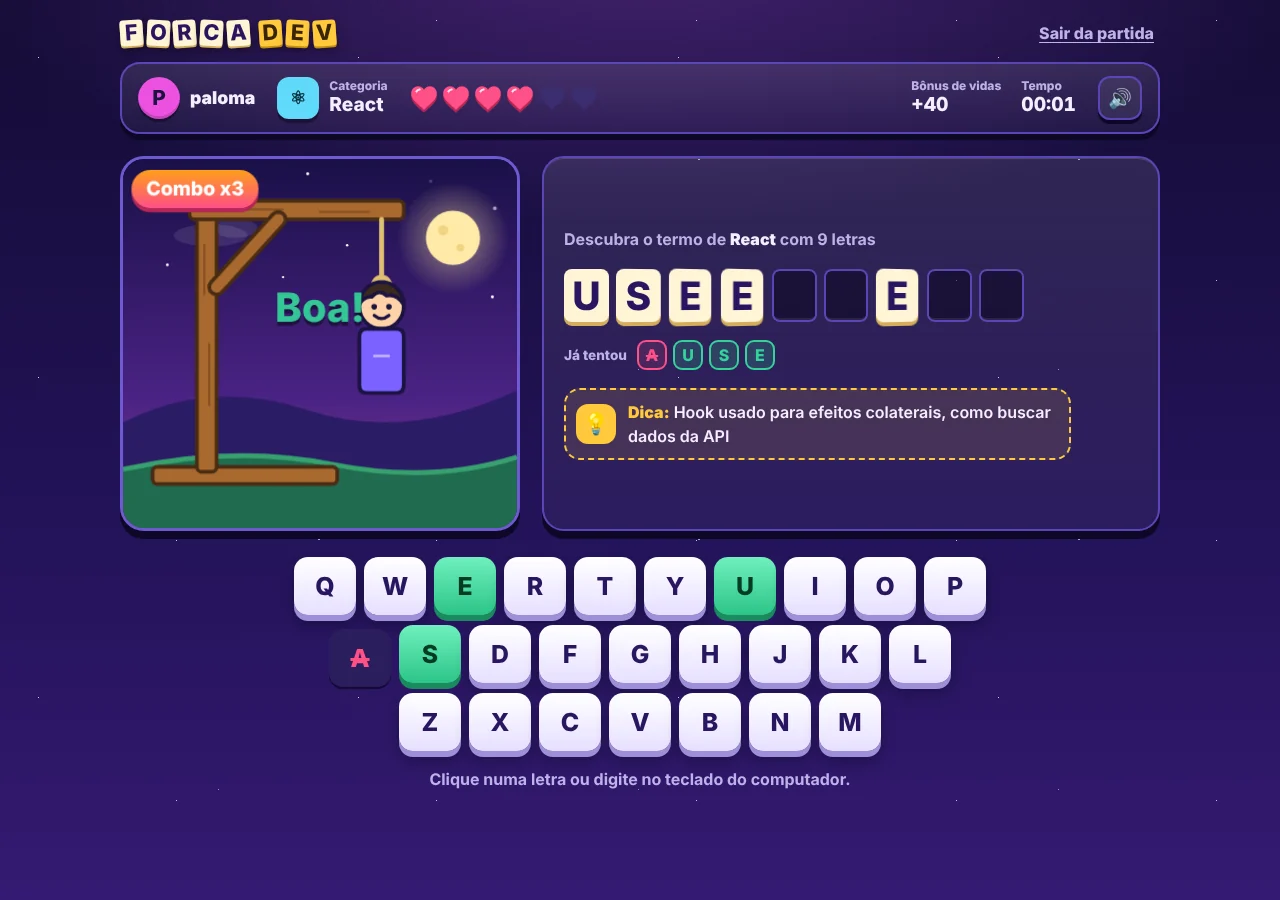 FORCA DEV
Sair da partida
P
paloma
Categoria
React
Bônus de vidas
+40
Tempo
00:01
Combo x3
Boa!
Descubra o termo de React com 9 letras
U S E E E
Já tentou A U S E
Dica: Hook usado para efeitos colaterais, como buscar
dados da API
Q W E R T Y U I O P
A S D F G H J K L
Z X C V B N M
Clique numa letra ou digite no teclado do computador.